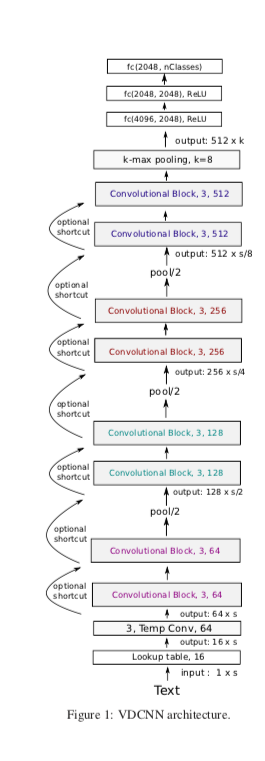 fc(2048, nClasses)
fc(2048, 2048), ReLU
fc(4096, 2048), ReLU
output: 512 x k
k-max pooling, k=8
Convolutional Block, 3, 512
optional
shortcut
Convolutional Block, 3, 512
output: 512 x s/8
pool/2
optional
shortcut
Convolutional Block, 3, 256
optional
shortcut
Convolutional Block, 3, 256
output: 256 x s/4
pool/2
optional
shortcut
Convolutional Block, 3, 128
optional
shortcut
Convolutional Block, 3, 128
output: 128 x s/2
pool/2
optional
shortcut
Convolutional Block, 3, 64
optional
shortcut
Convolutional Block, 3, 64
output: 64 x s
3, Temp Conv, 64
output: 16 x s
Lookup table, 16
input : 1 x s
Text
Figure 1: VDCNN architecture.